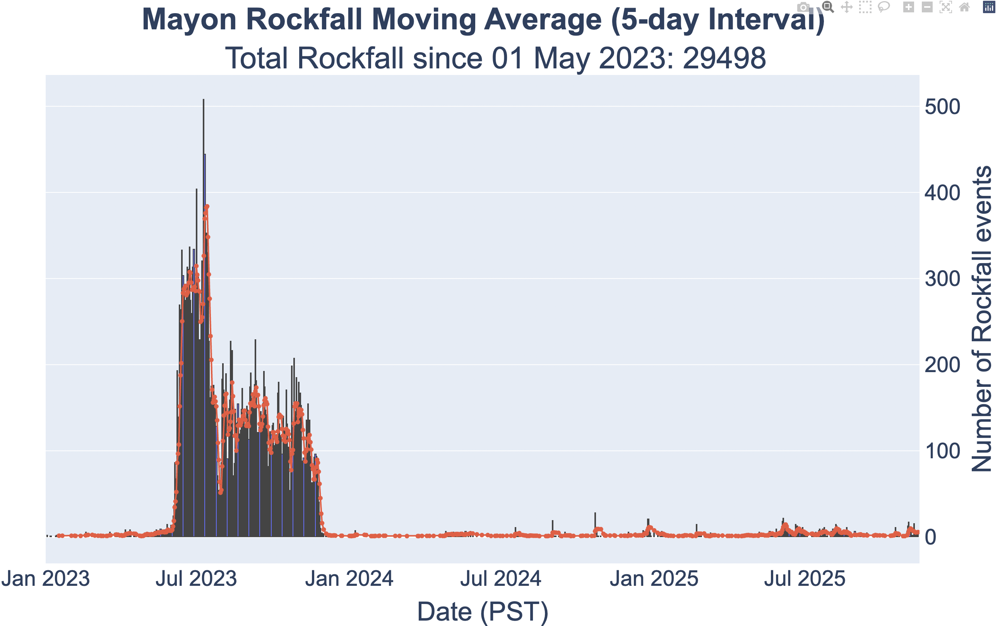 Mayon Rockfall Moving Average (5-day Interval)
Total Rockfall since 01 May 2023: 29498
500
400
300
200
100
0
Number of Rockfall events
Jan 2023
Jul 2023
Jan 2024
Jul 2024
Jan 2025
Jul 2025
Date (PST)